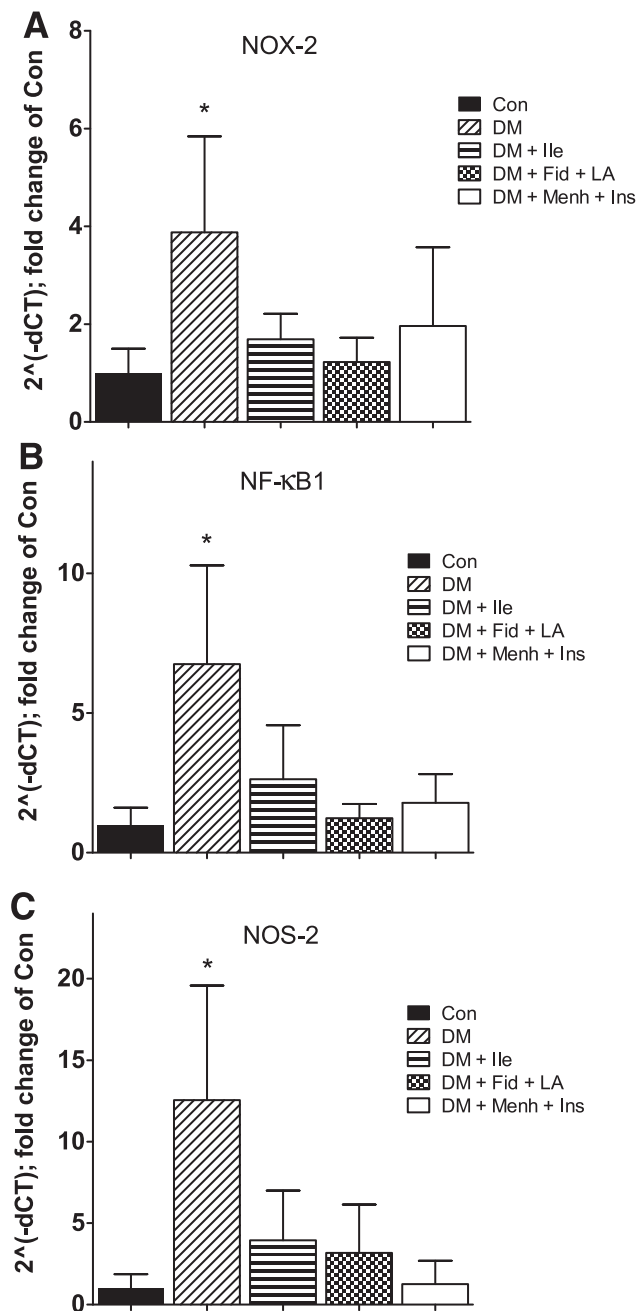 A
NOX-2
2^(-dCT); fold change of Con
8
6
4
2
0
*
Con
DM
DM + Ile
DM + Fid + LA
DM + Menh + Ins
B
NF-κB1
2^(-dCT); fold change of Con
10
5
0
*
Con
DM
DM + Ile
DM + Fid + LA
DM + Menh + Ins
C
NOS-2
2^(-dCT); fold change of Con
20
15
10
5
0
*
Con
DM
DM + Ile
DM + Fid + LA
DM + Menh + Ins